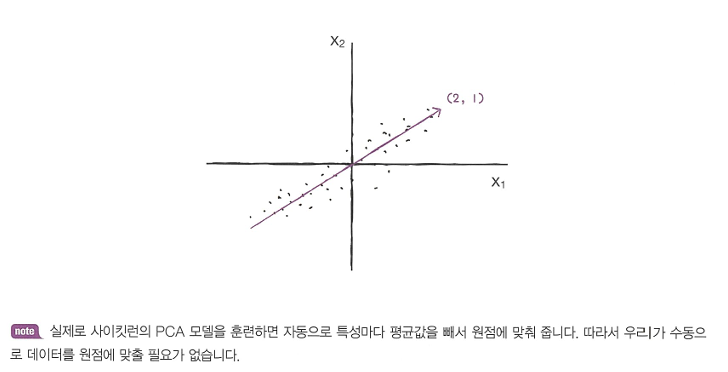 X2
(2, 1)
X1
note 실제로 사이킷런의 PCA 모델을 훈련하면 자동으로 특성마다 평균값을 빼서 원점에 맞춰 줍니다. 따라서 우리가 수동으
로 데이터를 원점에 맞출 필요가 없습니다.